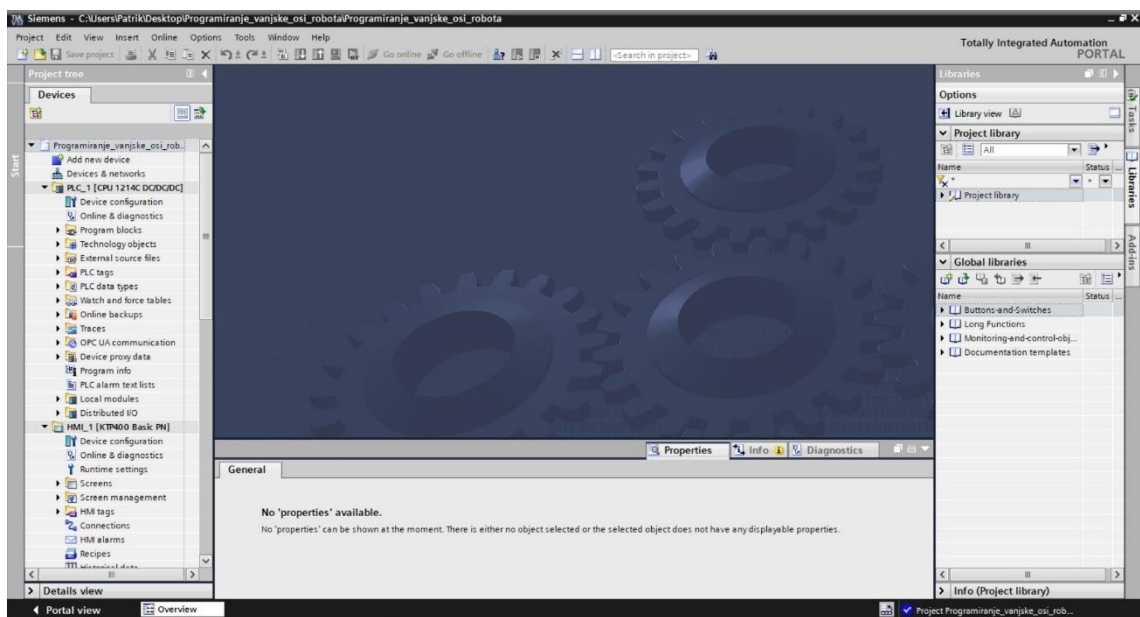 Siemens - C:\Users\Patrik\Desktop\Programiranje_vanjske_osi_robota\Programiranje_vanjske_osi_robota
Project Edit View Insert Online Options Tools Window Help
Totally Integrated Automation
PORTAL
Save project
Go online
Go offline
<Search in project>
Project tree
Devices
Start
Programiranje_vanjske_osi_rob...
Add new device
Devices & networks
PLC_1 [CPU 1214C DC/DC/DC]
Device configuration
Online & diagnostics
Program blocks
Technology objects
External source files
PLC tags
PLC data types
Watch and force tables
Online backups
Traces
OPC UA communication
Device proxy data
Program info
PLC alarm text lists
Local modules
Distributed I/O
HMI_1 [KTP400 Basic PN]
Device configuration
Online & diagnostics
Runtime settings
Screens
Screen management
HMI tags
Connections
HMI alarms
Recipes
Historical data
Details view
Properties
Info
Diagnostics
General
No 'properties' available.
No 'properties' can be shown at the moment. There is either no object selected or the selected object does not have any displayable properties.
Libraries
Options
Library view
Project library
All
Name Status ...
Project library
Global libraries
Name Status ...
Buttons-and-Switches
Long Functions
Monitoring-and-control-obj...
Documentation templates
Info (Project library)
Tasks
Libraries
Add-ins
Portal view
Overview
Project Programiranje_vanjske_osi_rob...